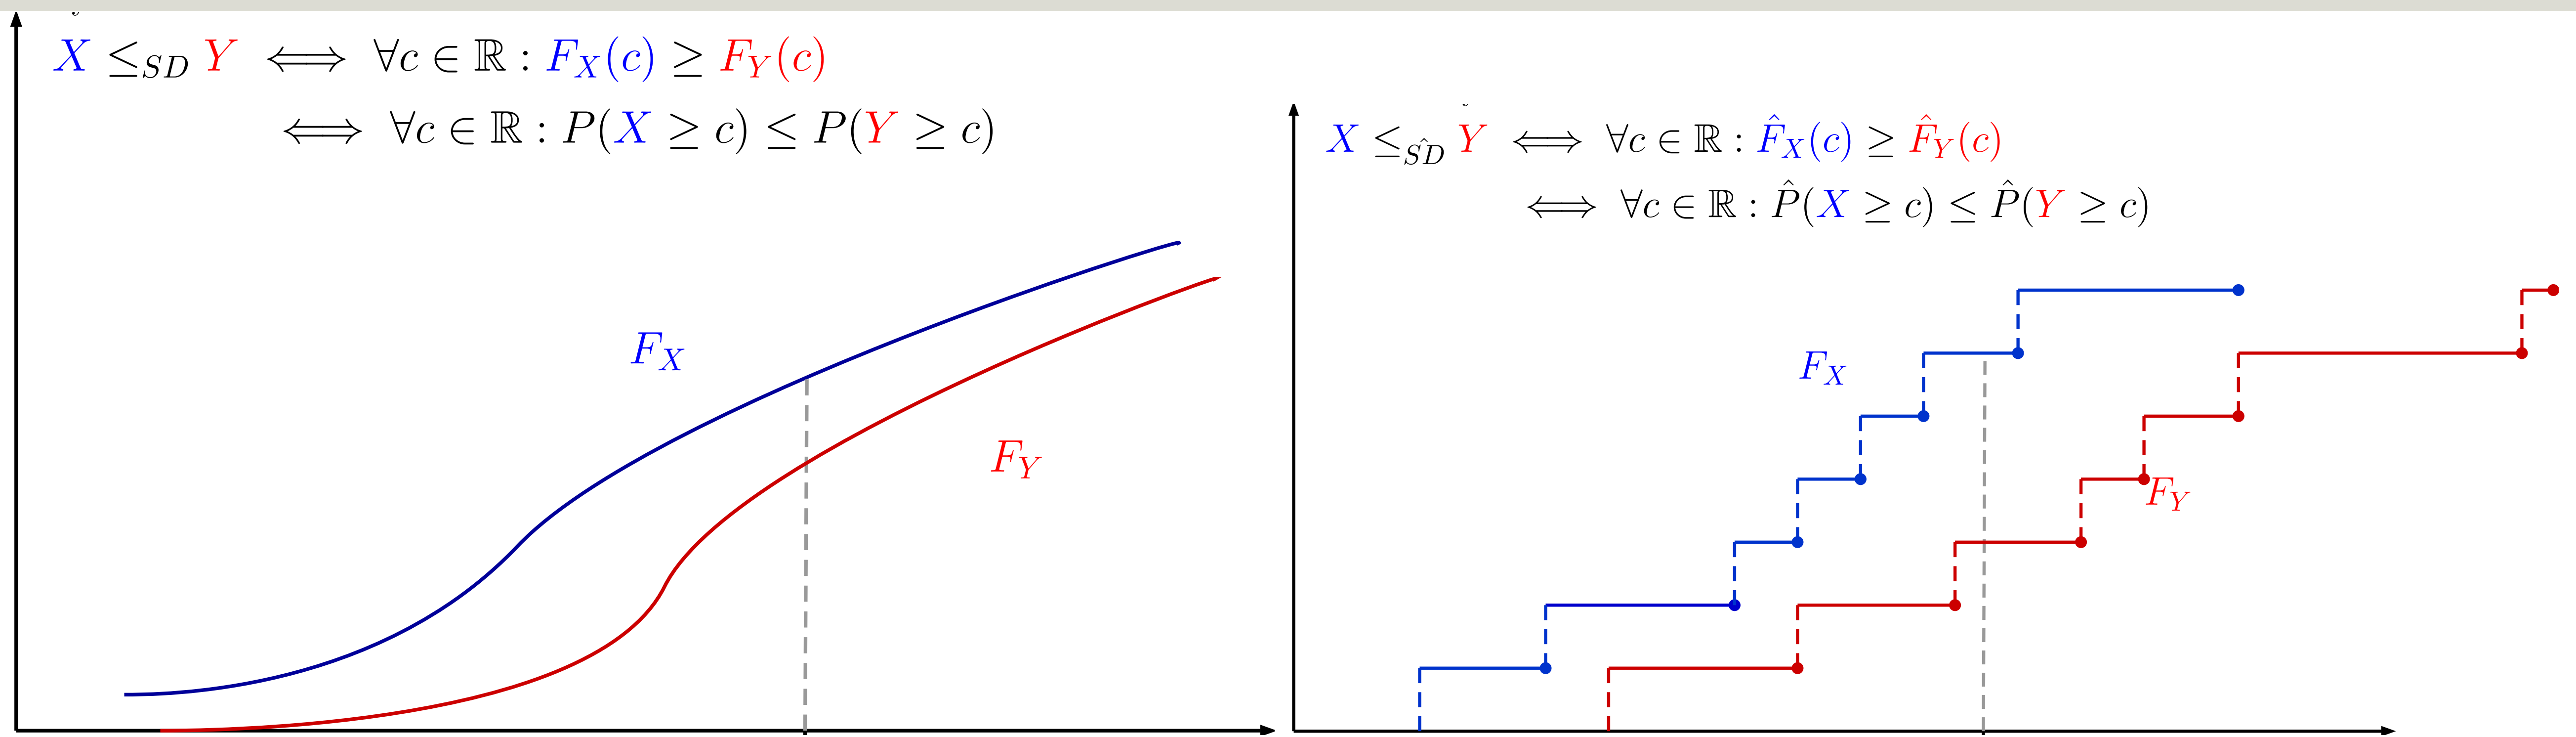 X ≤_{SD} Y ⟺ ∀c ∈ ℝ : F_X(c) ≥ F_Y(c)
⟺ ∀c ∈ ℝ : P(X ≥ c) ≤ P(Y ≥ c)
F_X
F_Y
X ≤_{\hat{SD}} Y ⟺ ∀c ∈ ℝ : \hat{F}_X(c) ≥ \hat{F}_Y(c)
⟺ ∀c ∈ ℝ : \hat{P}(X ≥ c) ≤ \hat{P}(Y ≥ c)
F_X
F_Y